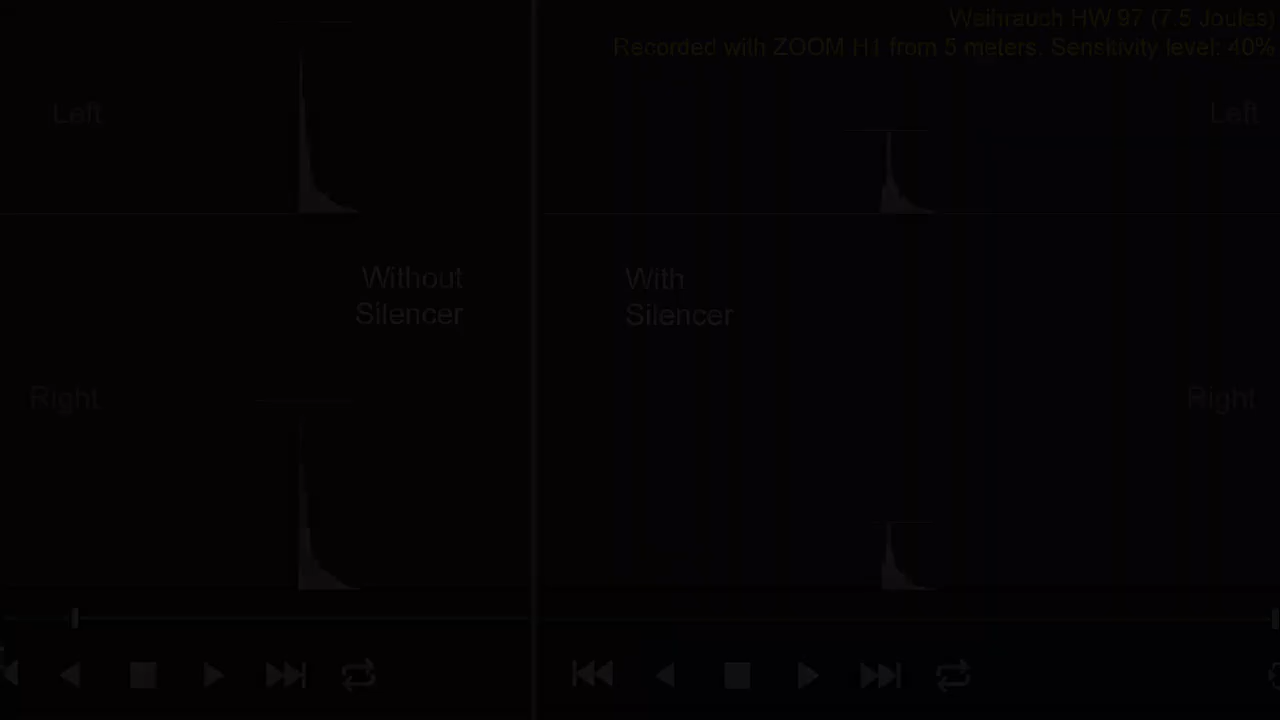 Weihrauch HW 97 (7.5 Joules)
Recorded with ZOOM H1 from 5 meters. Sensitivity level: 40%
Left
Left
Without
Silencer
With
Silencer
Right
Right